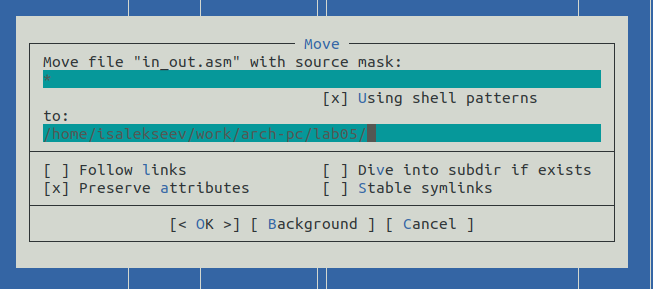 Move
Move file "in_out.asm" with source mask:
*
[x] Using shell patterns
to:
/home/isalekseev/work/arch-pc/lab05/
[ ] Follow links [ ] Dive into subdir if exists
[x] Preserve attributes [ ] Stable symlinks
[< OK >] [ Background ] [ Cancel ]